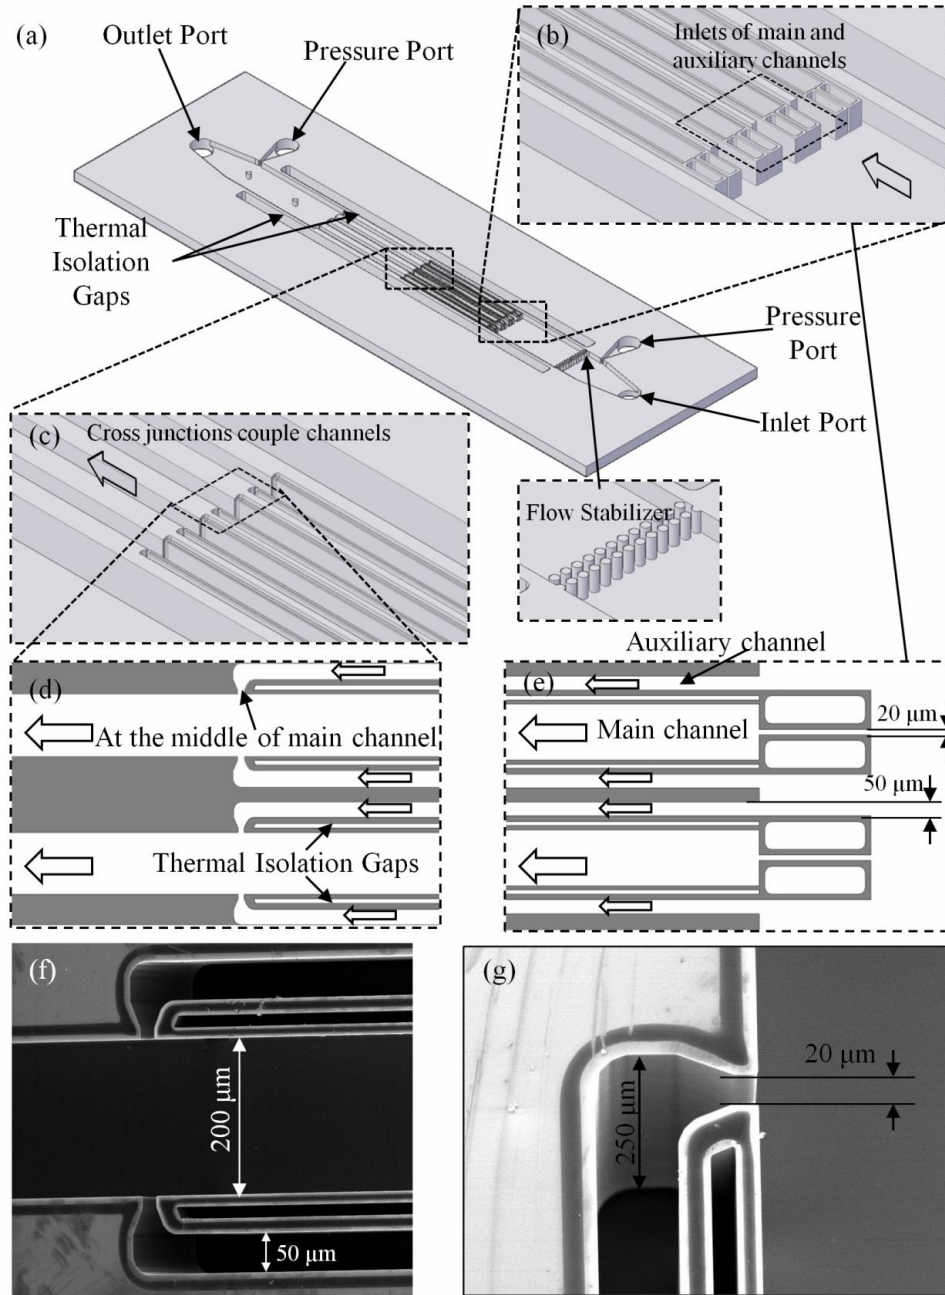 (a)
Outlet Port
Pressure Port
Thermal
Isolation
Gaps
Pressure
Port
Inlet Port
(b)
Inlets of main and
auxiliary channels
(c)
Cross junctions couple channels
Flow Stabilizer
(d)
At the middle of main channel
Thermal Isolation Gaps
Auxiliary channel
(e)
Main channel
20 μm
50 μm
(f)
200 μm
50 μm
(g)
250 μm
20 μm